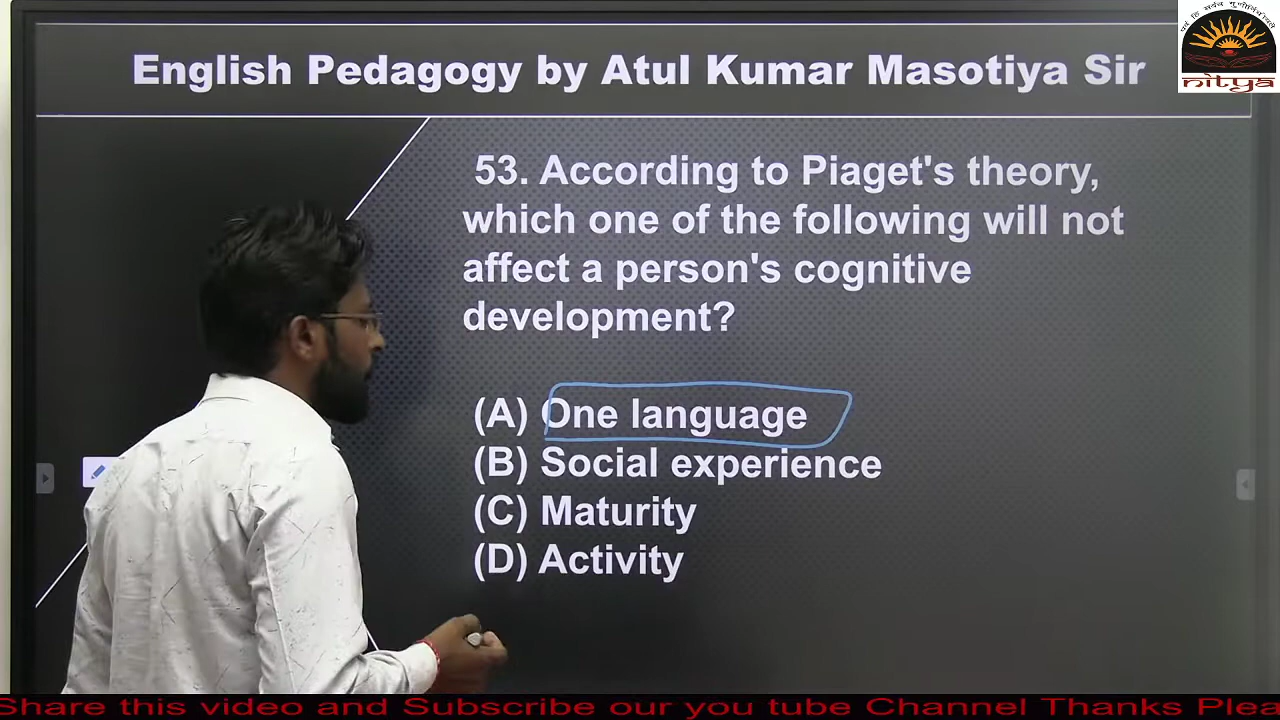 English Pedagogy by Atul Kumar Masotiya Sir
nitya
53. According to Piaget's theory,
which one of the following will not
affect a person's cognitive
development?
(A) One language
(B) Social experience
(C) Maturity
(D) Activity
Share this video and Subscribe our you tube Channel Thanks